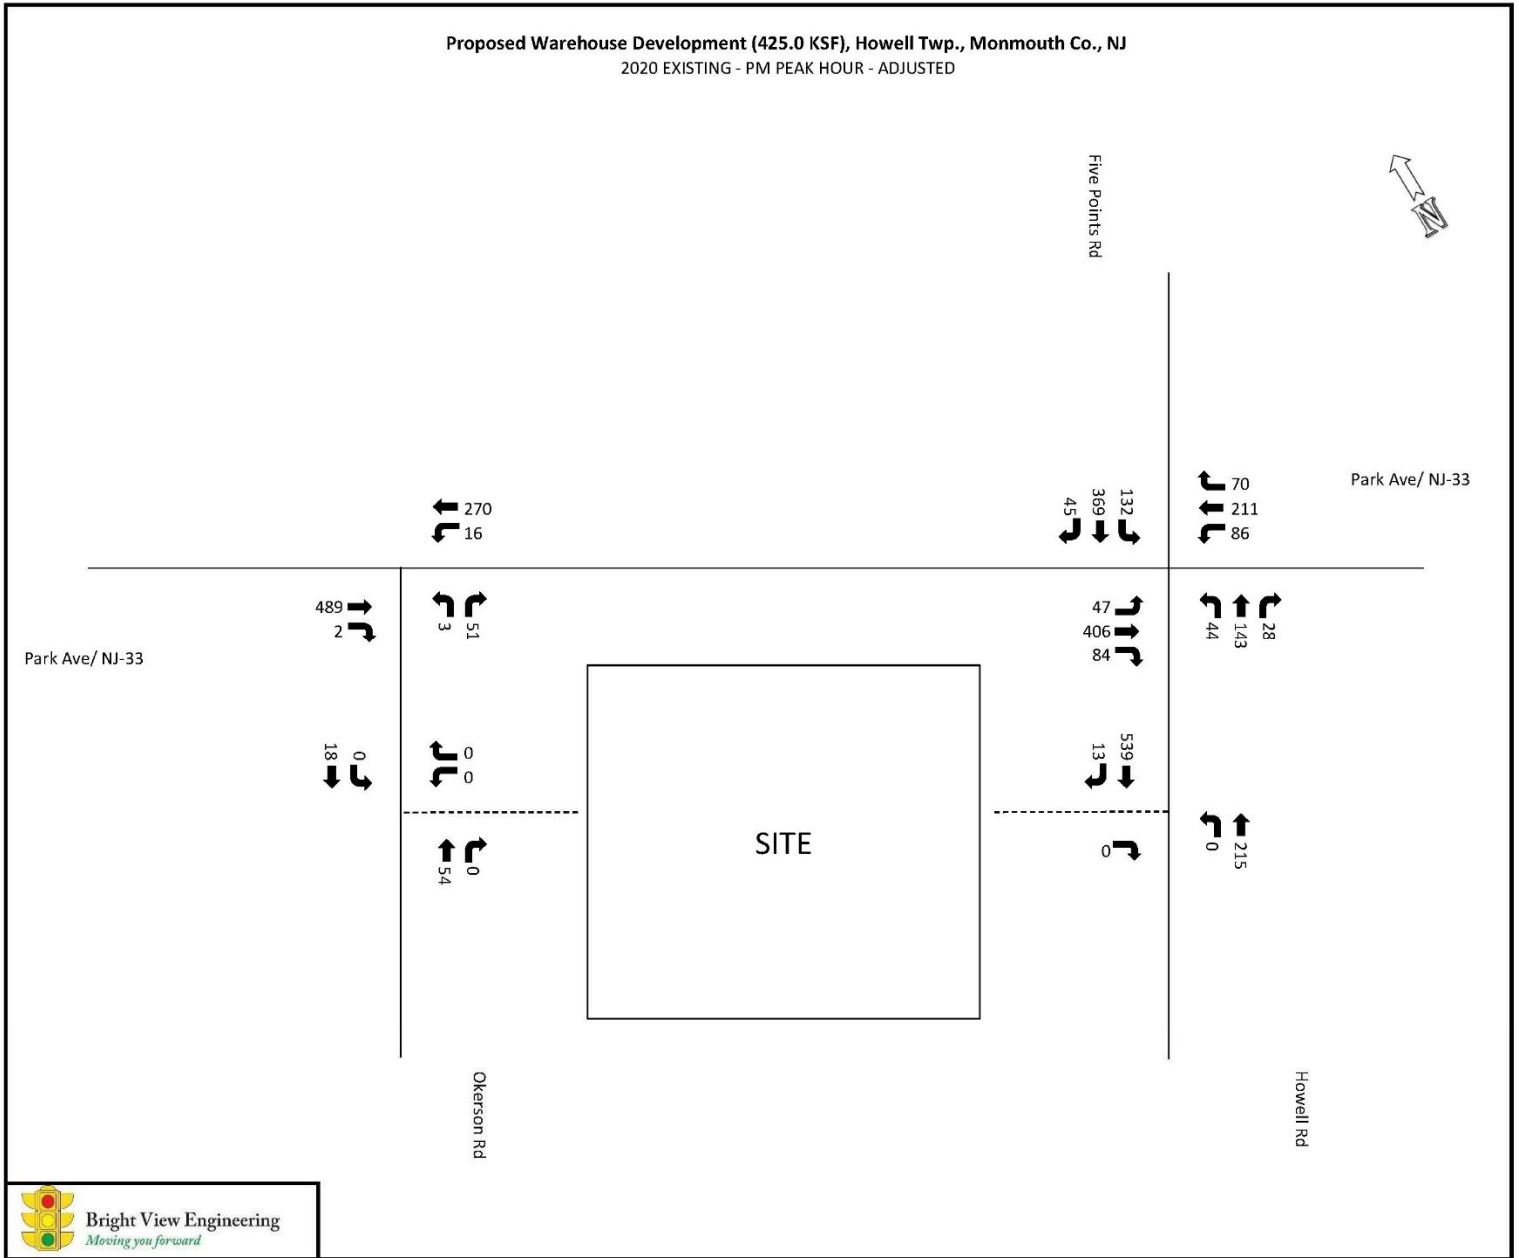 Proposed Warehouse Development (425.0 KSF), Howell Twp., Monmouth Co., NJ
2020 EXISTING - PM PEAK HOUR - ADJUSTED
Five Points Rd
N
Park Ave/ NJ-33
70
211
86
45
369
132
270
16
489
2
3
51
47
406
84
44
143
28
Park Ave/ NJ-33
18
0
0
0
13
539
54
0
SITE
0
0
215
Okerson Rd
Howell Rd
Bright View Engineering
Moving you forward